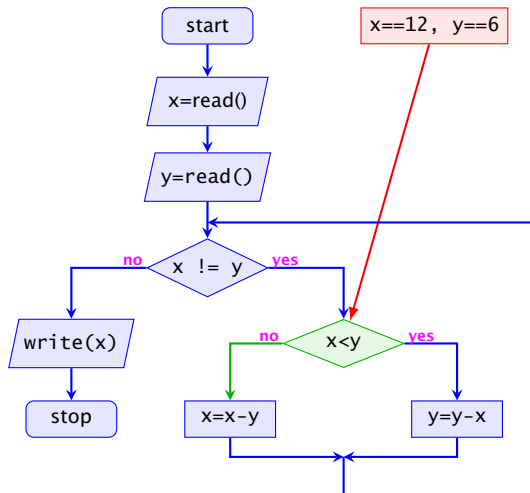 start
x==12, y==6
x=read()
y=read()
no
x != y
yes
write(x)
no
x<y
yes
stop
x=x-y
y=y-x